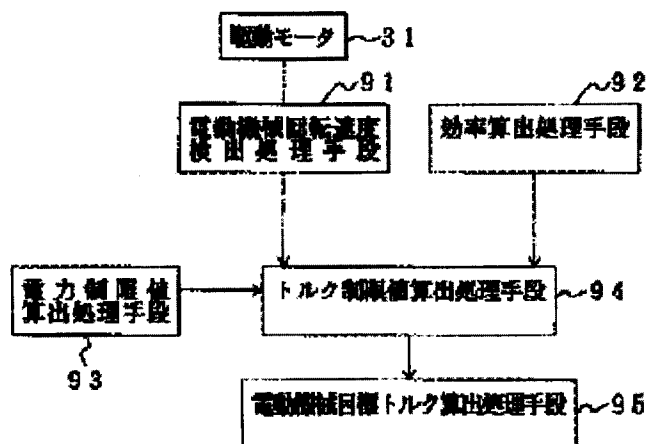 駆動モータ
31
91
92
電動機械回転速度
検出処理手段
効率算出処理手段
電力制限値
算出処理手段
トルク制限値算出処理手段
94
93
電動機械目標トルク算出処理手段
95